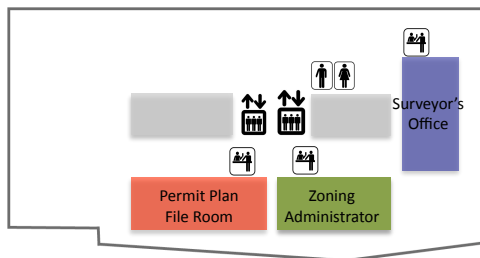 Surveyor's
Office
Permit Plan
File Room
Zoning
Administrator